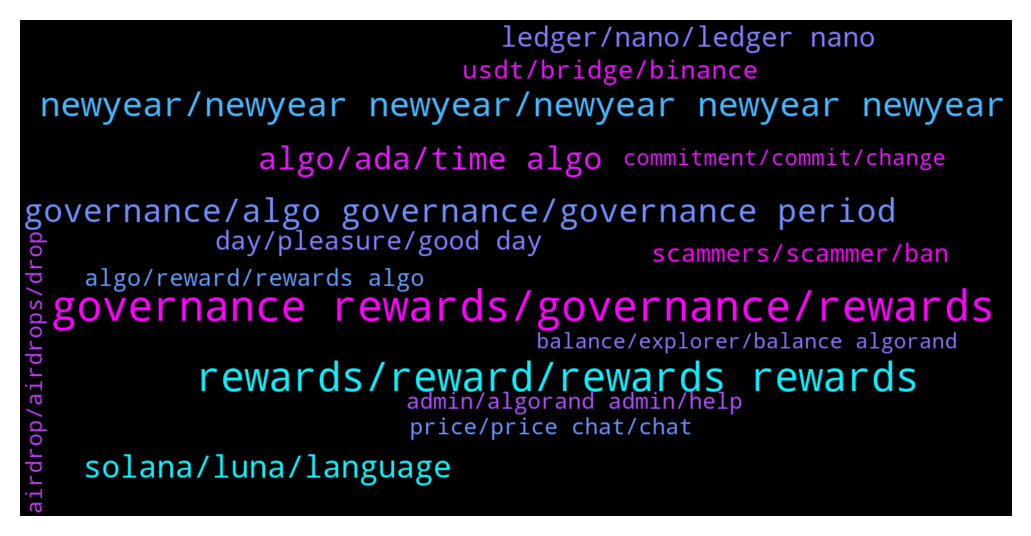 ledger/nano/ledger nano
usdt/bridge/binance
newyear/newyear newyear/newyear newyear newyear
algo/ada/time algo
commitment/commit/change
governance/algo governance/governance period
day/pleasure/good day
scammers/scammer/ban
airdrop/airdrops/drop
algo/reward/rewards algo
governance rewards/governance/rewards
balance/explorer/balance algorand
rewards/reward/rewards rewards
admin/algorand admin/help
price/price chat/chat
solana/luna/language